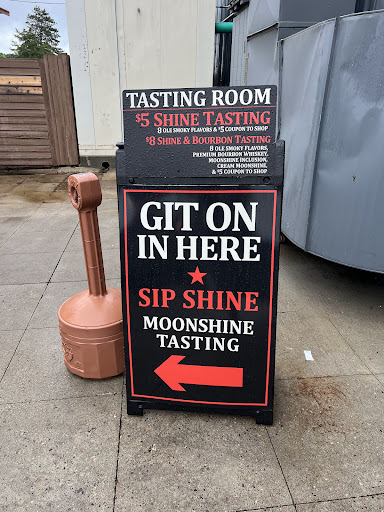 TASTING ROOM
$5 SHINE TASTING
8 OLE SMOKY FLAVORS & $5 COUPON TO SHOP
$8 SHINE & BOURBON TASTING
8 OLE SMOKY FLAVORS,
PREMIUM BOURBON WHISKEY,
MOONSHINE INCLUSION,
CREAM MOONSHINE,
& $5 COUPON TO SHOP
GIT ON
IN HERE
SIP SHINE
MOONSHINE
TASTING